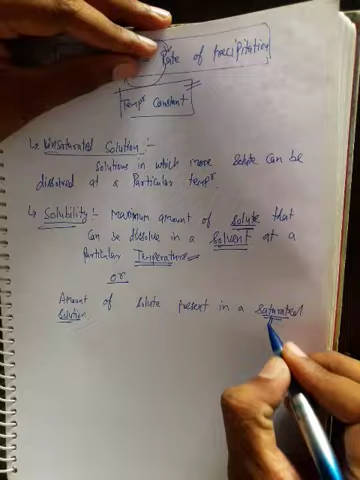 Rate of precipitation
Tempr Constant
↳ Unsaturated Solution :-
Solutions in which more solute can be
dissolved at a Particular tempr.
↳ Solubility :- Maximum amount of solute that
can be dissolve in a solvent at a
Particular Temperature
or
Amount of solute present in a saturated
solution